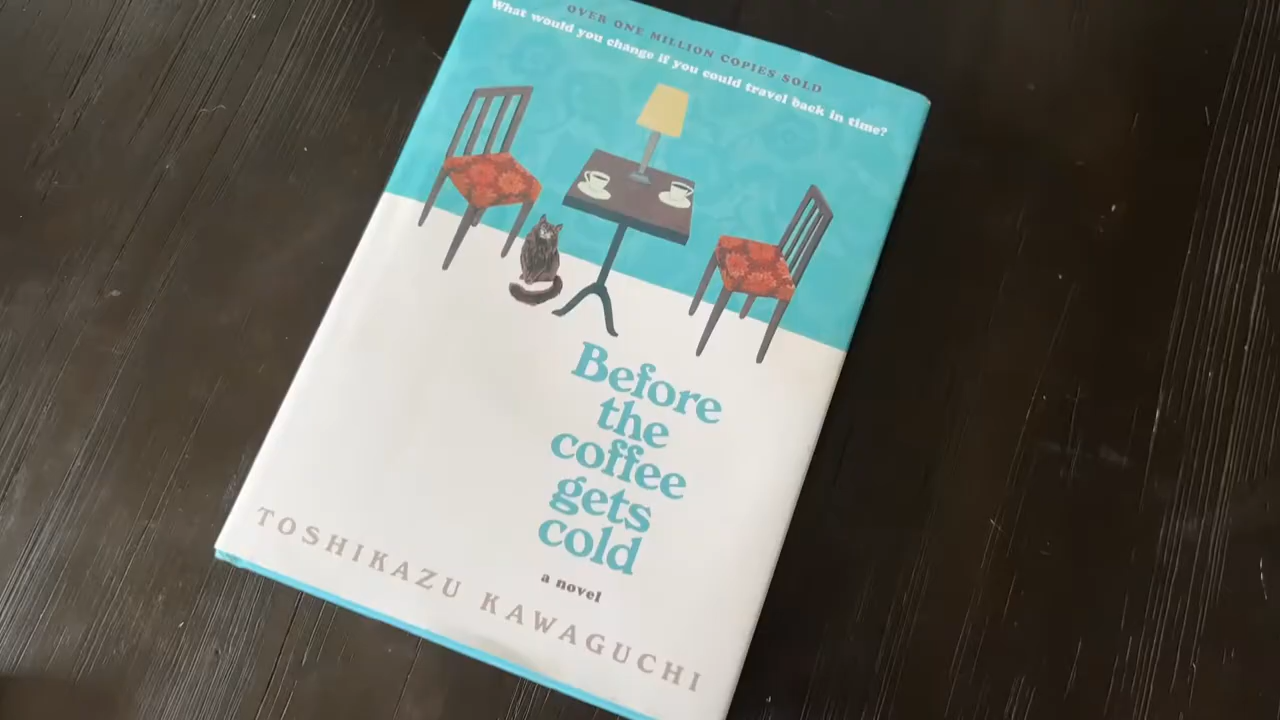 OVER ONE MILLION COPIES SOLD
What would you change if you could travel back in time?
Before
the
coffee
gets
cold
a novel
TOSHIKAZU KAWAGUCHI